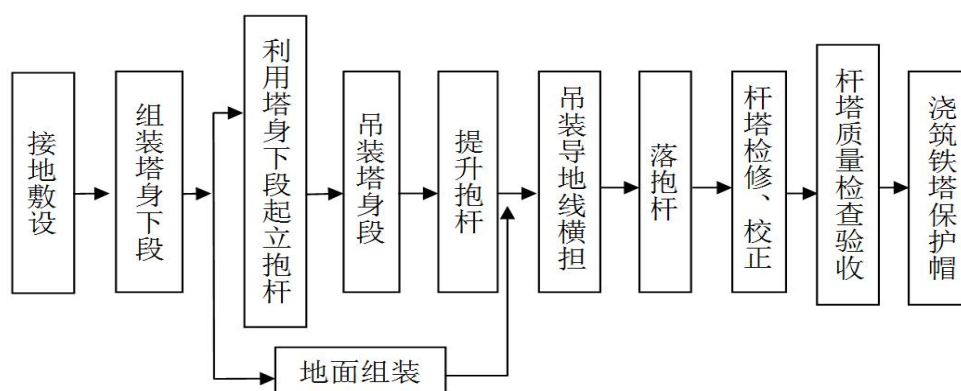 接地敷设
组装塔身下段
利用塔身下段起立抱杆
吊装塔身段
提升抱杆
吊装导地线横担
落抱杆
杆塔检修、校正
杆塔质量检查验收
浇筑铁塔保护帽
地面组装